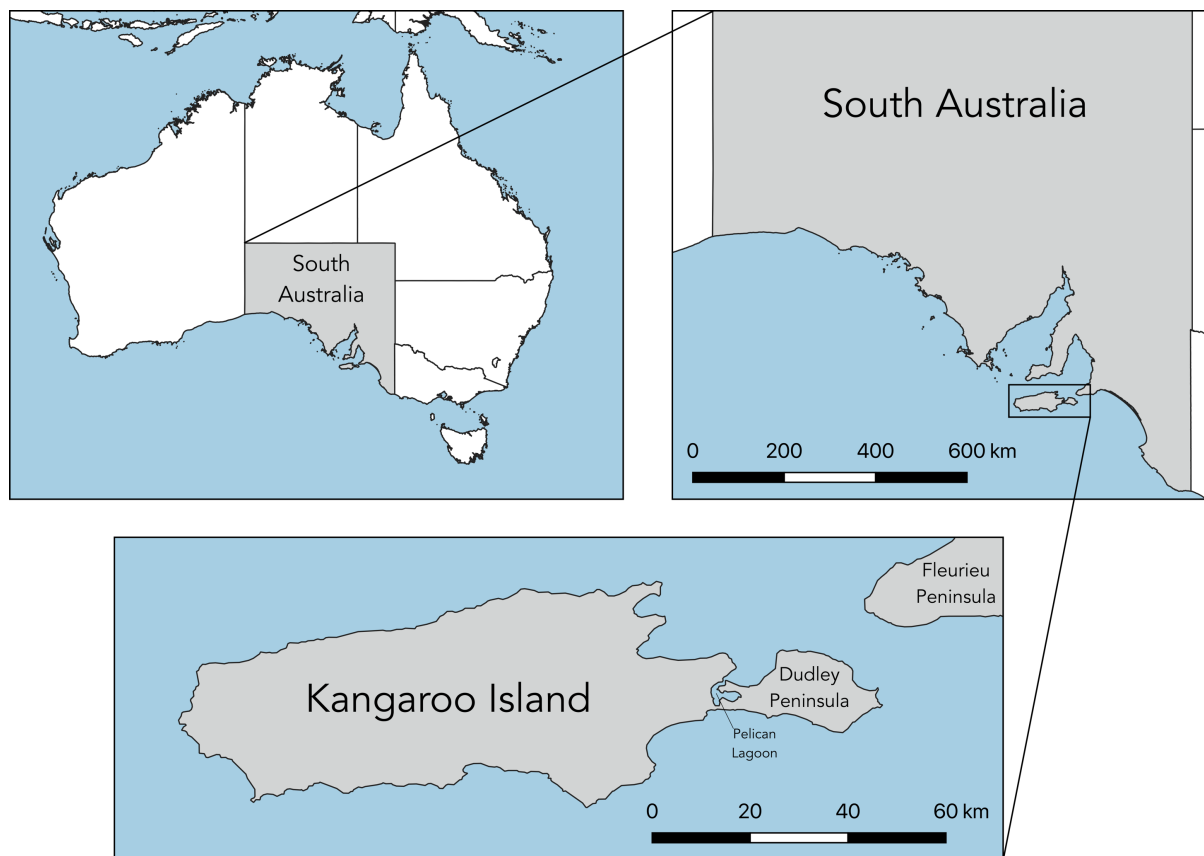 South
Australia
South Australia
0 200 400 600 km
Fleurieu
Peninsula
Kangaroo Island
Dudley
Peninsula
Pelican
Lagoon
0 20 40 60 km